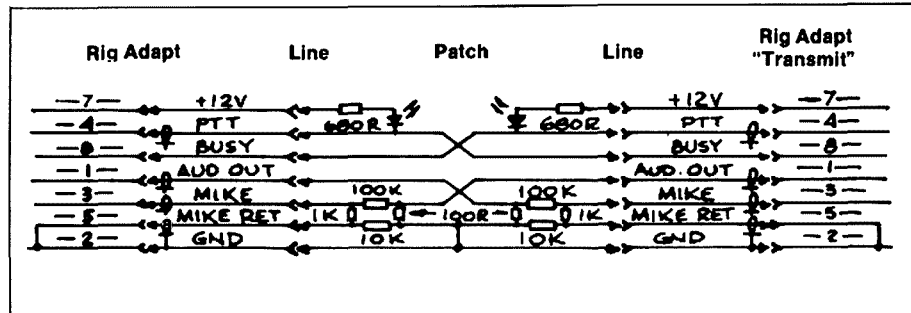 Rig Adapt Line Patch Line Rig Adapt
"Transmit"
—7— +12V +12V —7—
680R 680R
—4— PTT PTT —4—
—8— BUSY BUSY —8—
—1— AUD OUT AUD. OUT —1—
100K 100K
—3— MIKE MIKE —3—
—5— MIKE RET 1K 100R 1K MIKE RET —5—
—2— GND 10K 10K GND —2—